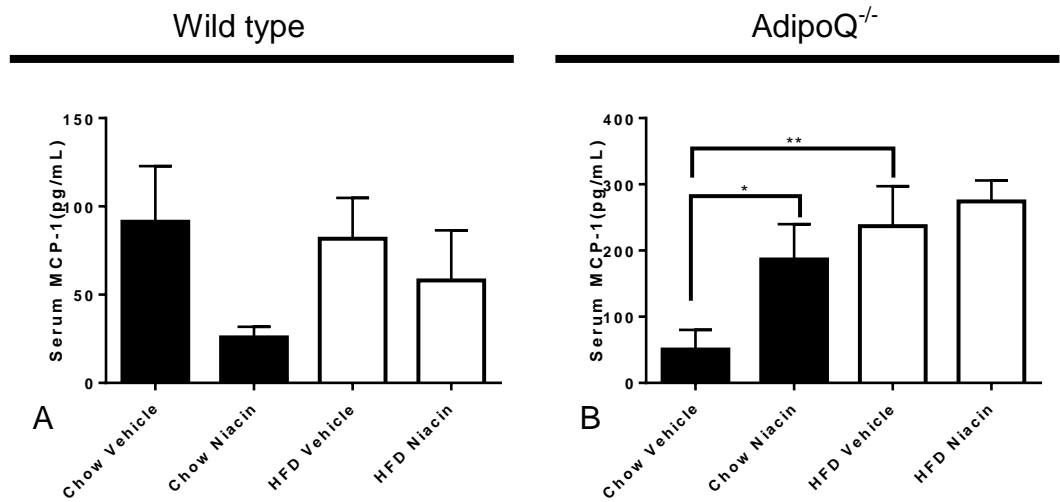 Wild type
AdipoQ-/-
Serum MCP-1(pg/mL)
150
100
50
0
Chow Vehicle
Chow Niacin
HFD Vehicle
HFD Niacin
A
Serum MCP-1(pg/mL)
400
300
200
100
0
**
*
Chow Vehicle
Chow Niacin
HFD Vehicle
HFD Niacin
B